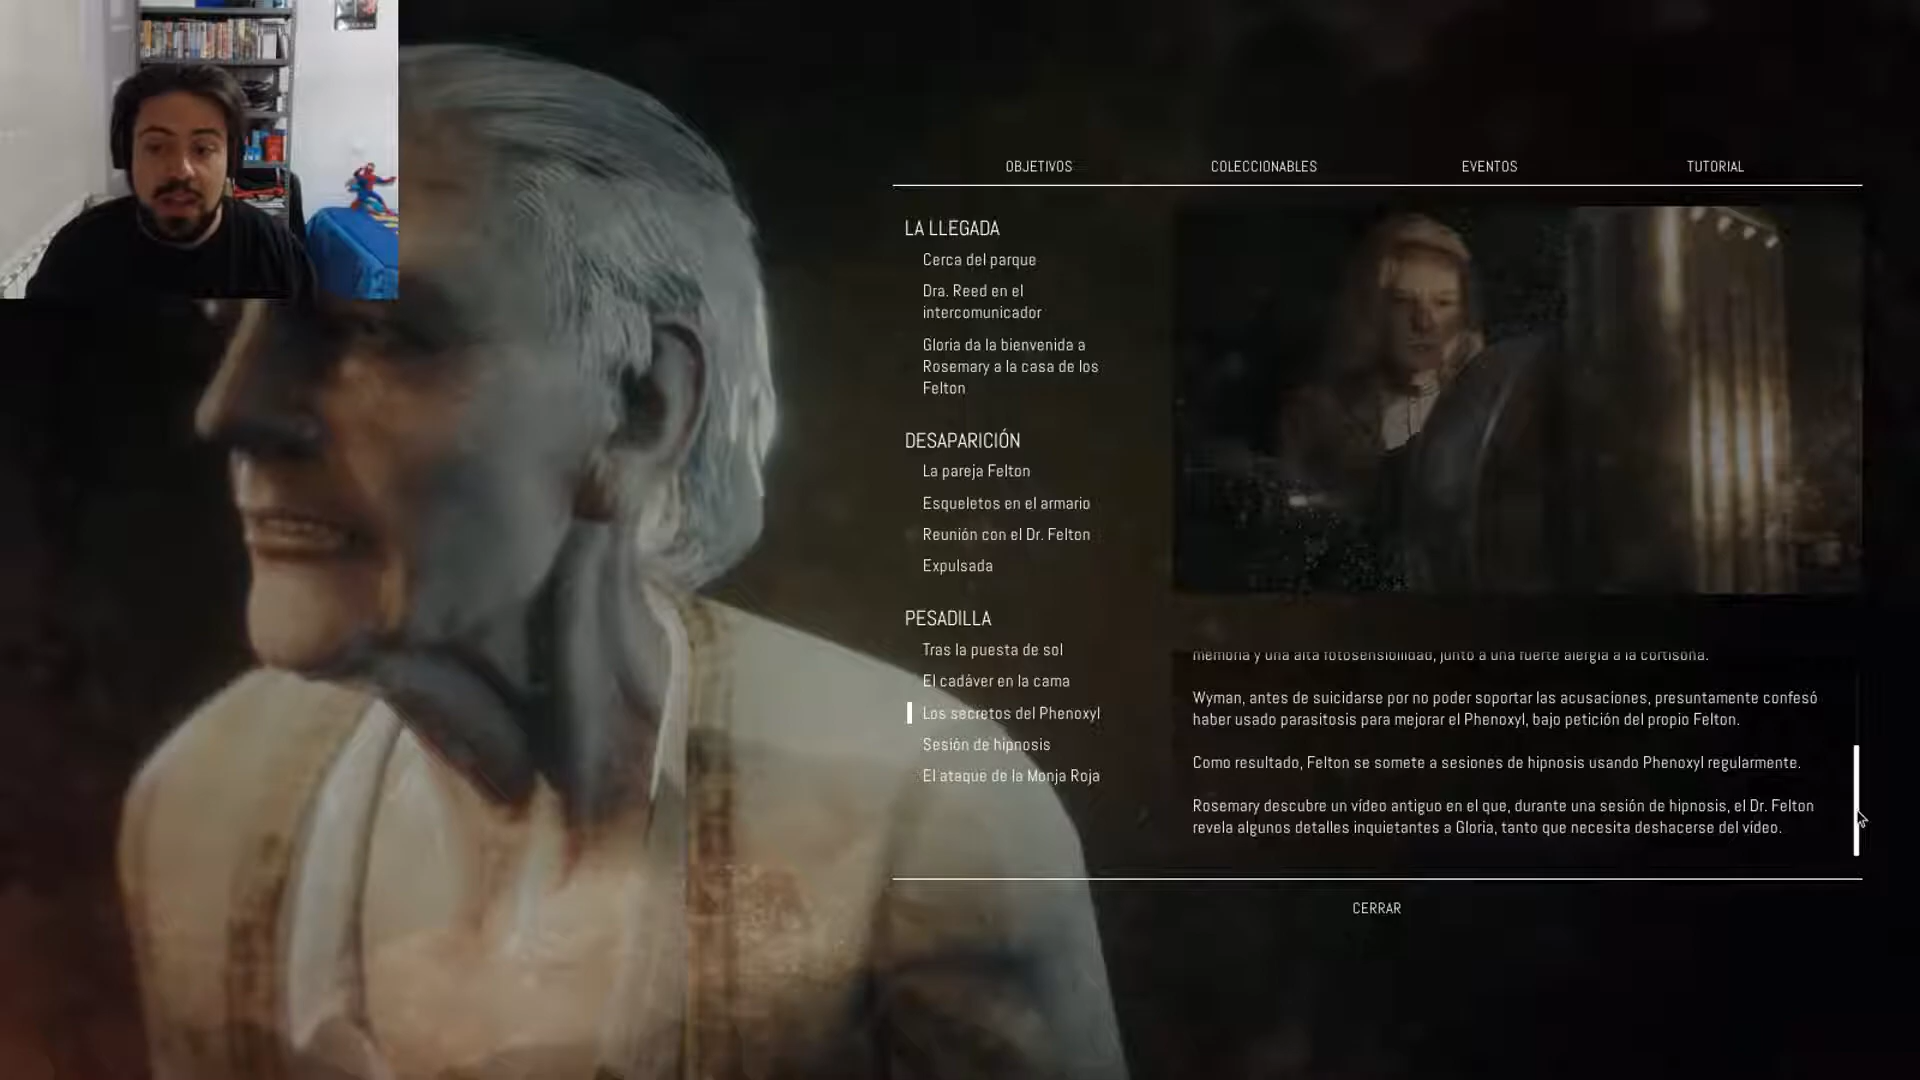 OBJETIVOS
COLECCIONABLES
EVENTOS
TUTORIAL
LA LLEGADA
Cerca del parque
Dra. Reed en el
intercomunicador
Gloria da la bienvenida a
Rosemary a la casa de los
Felton
DESAPARICIÓN
La pareja Felton
Esqueletos en el armario
Reunión con el Dr. Felton
Expulsada
PESADILLA
Tras la puesta de sol
El cadáver en la cama
Los secretos del Phenoxyl
Sesión de hipnosis
El ataque de la Monja Roja
memoria y una alta fotosensibilidad, junto a una fuerte alergia a la cortisona.
Wyman, antes de suicidarse por no poder soportar las acusaciones, presuntamente confesó
haber usado parasitosis para mejorar el Phenoxyl, bajo petición del propio Felton.
Como resultado, Felton se somete a sesiones de hipnosis usando Phenoxyl regularmente.
Rosemary descubre un vídeo antiguo en el que, durante una sesión de hipnosis, el Dr. Felton
revela algunos detalles inquietantes a Gloria, tanto que necesita deshacerse del vídeo.
CERRAR